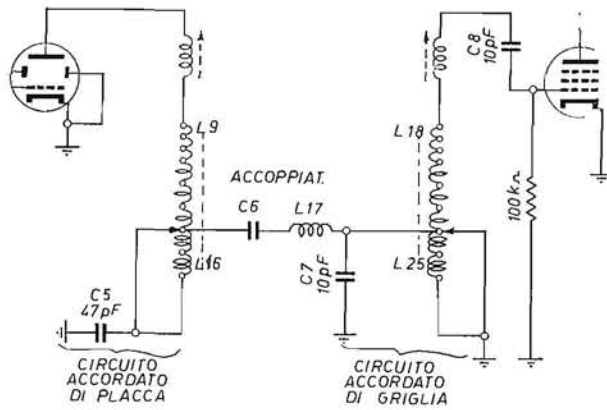 C8
10pF
L9
L18
ACCOPPIAT.
C6
L17
100kΩ
L16
C7
10pF
L25
C5
47pF
CIRCUITO
ACCORDATO
DI PLACCA
CIRCUITO
ACCORDATO
DI GRIGLIA